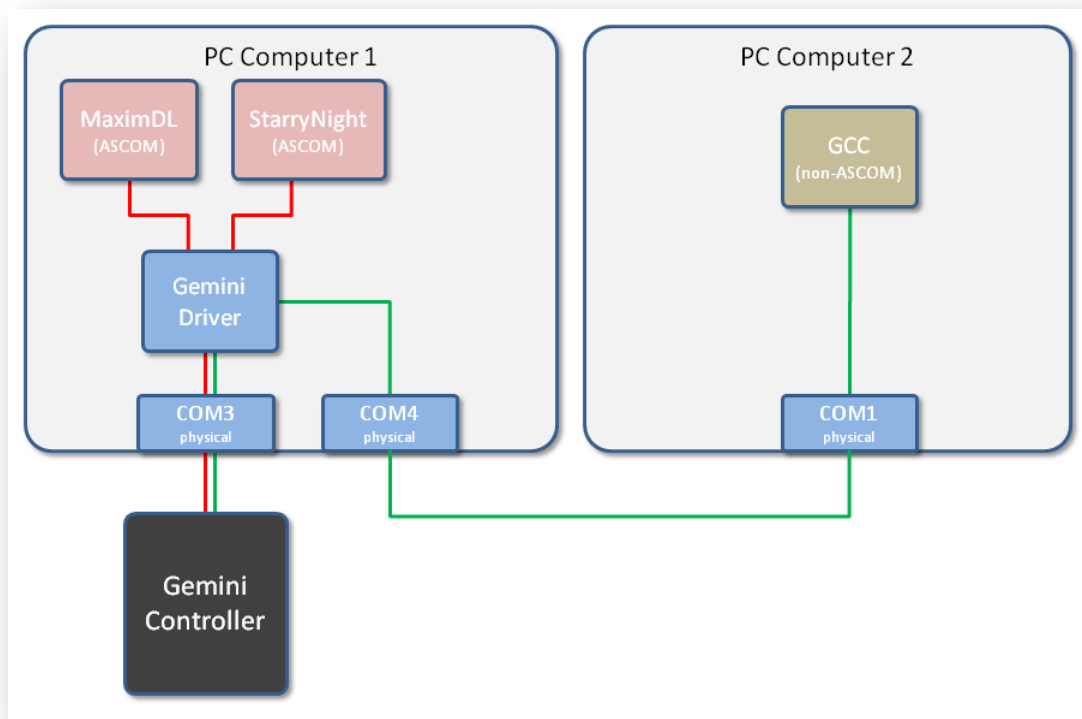 PC Computer 1
PC Computer 2
MaximDL
(ASCOM)
StarryNight
(ASCOM)
GCC
(non-ASCOM)
Gemini
Driver
COM3
physical
COM4
physical
COM1
physical
Gemini
Controller